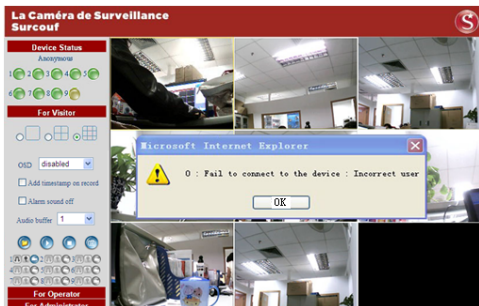 La Caméra de Surveillance
Surcouf
S
Device Status
Anonymous
1 2 3 4 5
6 7 8 9
For Visitor
OSD disabled
Add timestamp on record
Alarm sound off
Audio buffer 1
Microsoft Internet Explorer
0 : Fail to connect to the device : Incorrect user
OK
For Operator
For Administrator